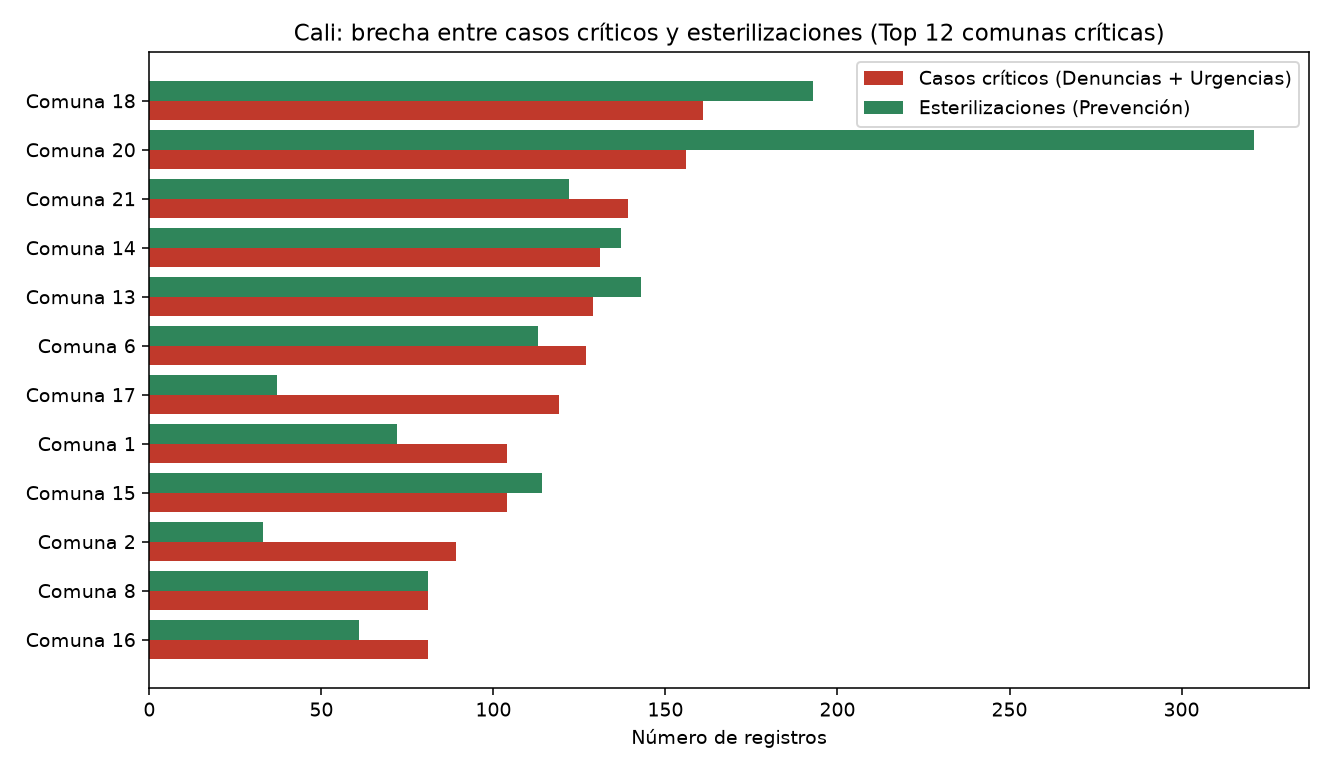 Cali: brecha entre casos críticos y esterilizaciones (Top 12 comunas críticas)
Casos críticos (Denuncias + Urgencias)
Esterilizaciones (Prevención)
Comuna 18
Comuna 20
Comuna 21
Comuna 14
Comuna 13
Comuna 6
Comuna 17
Comuna 1
Comuna 15
Comuna 2
Comuna 8
Comuna 16
0 50 100 150 200 250 300
Número de registros